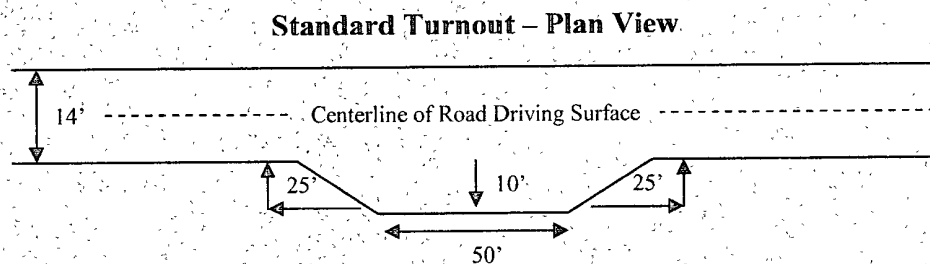 Standard Turnout – Plan View
14'
Centerline of Road Driving Surface
25'
10'
25'
50'